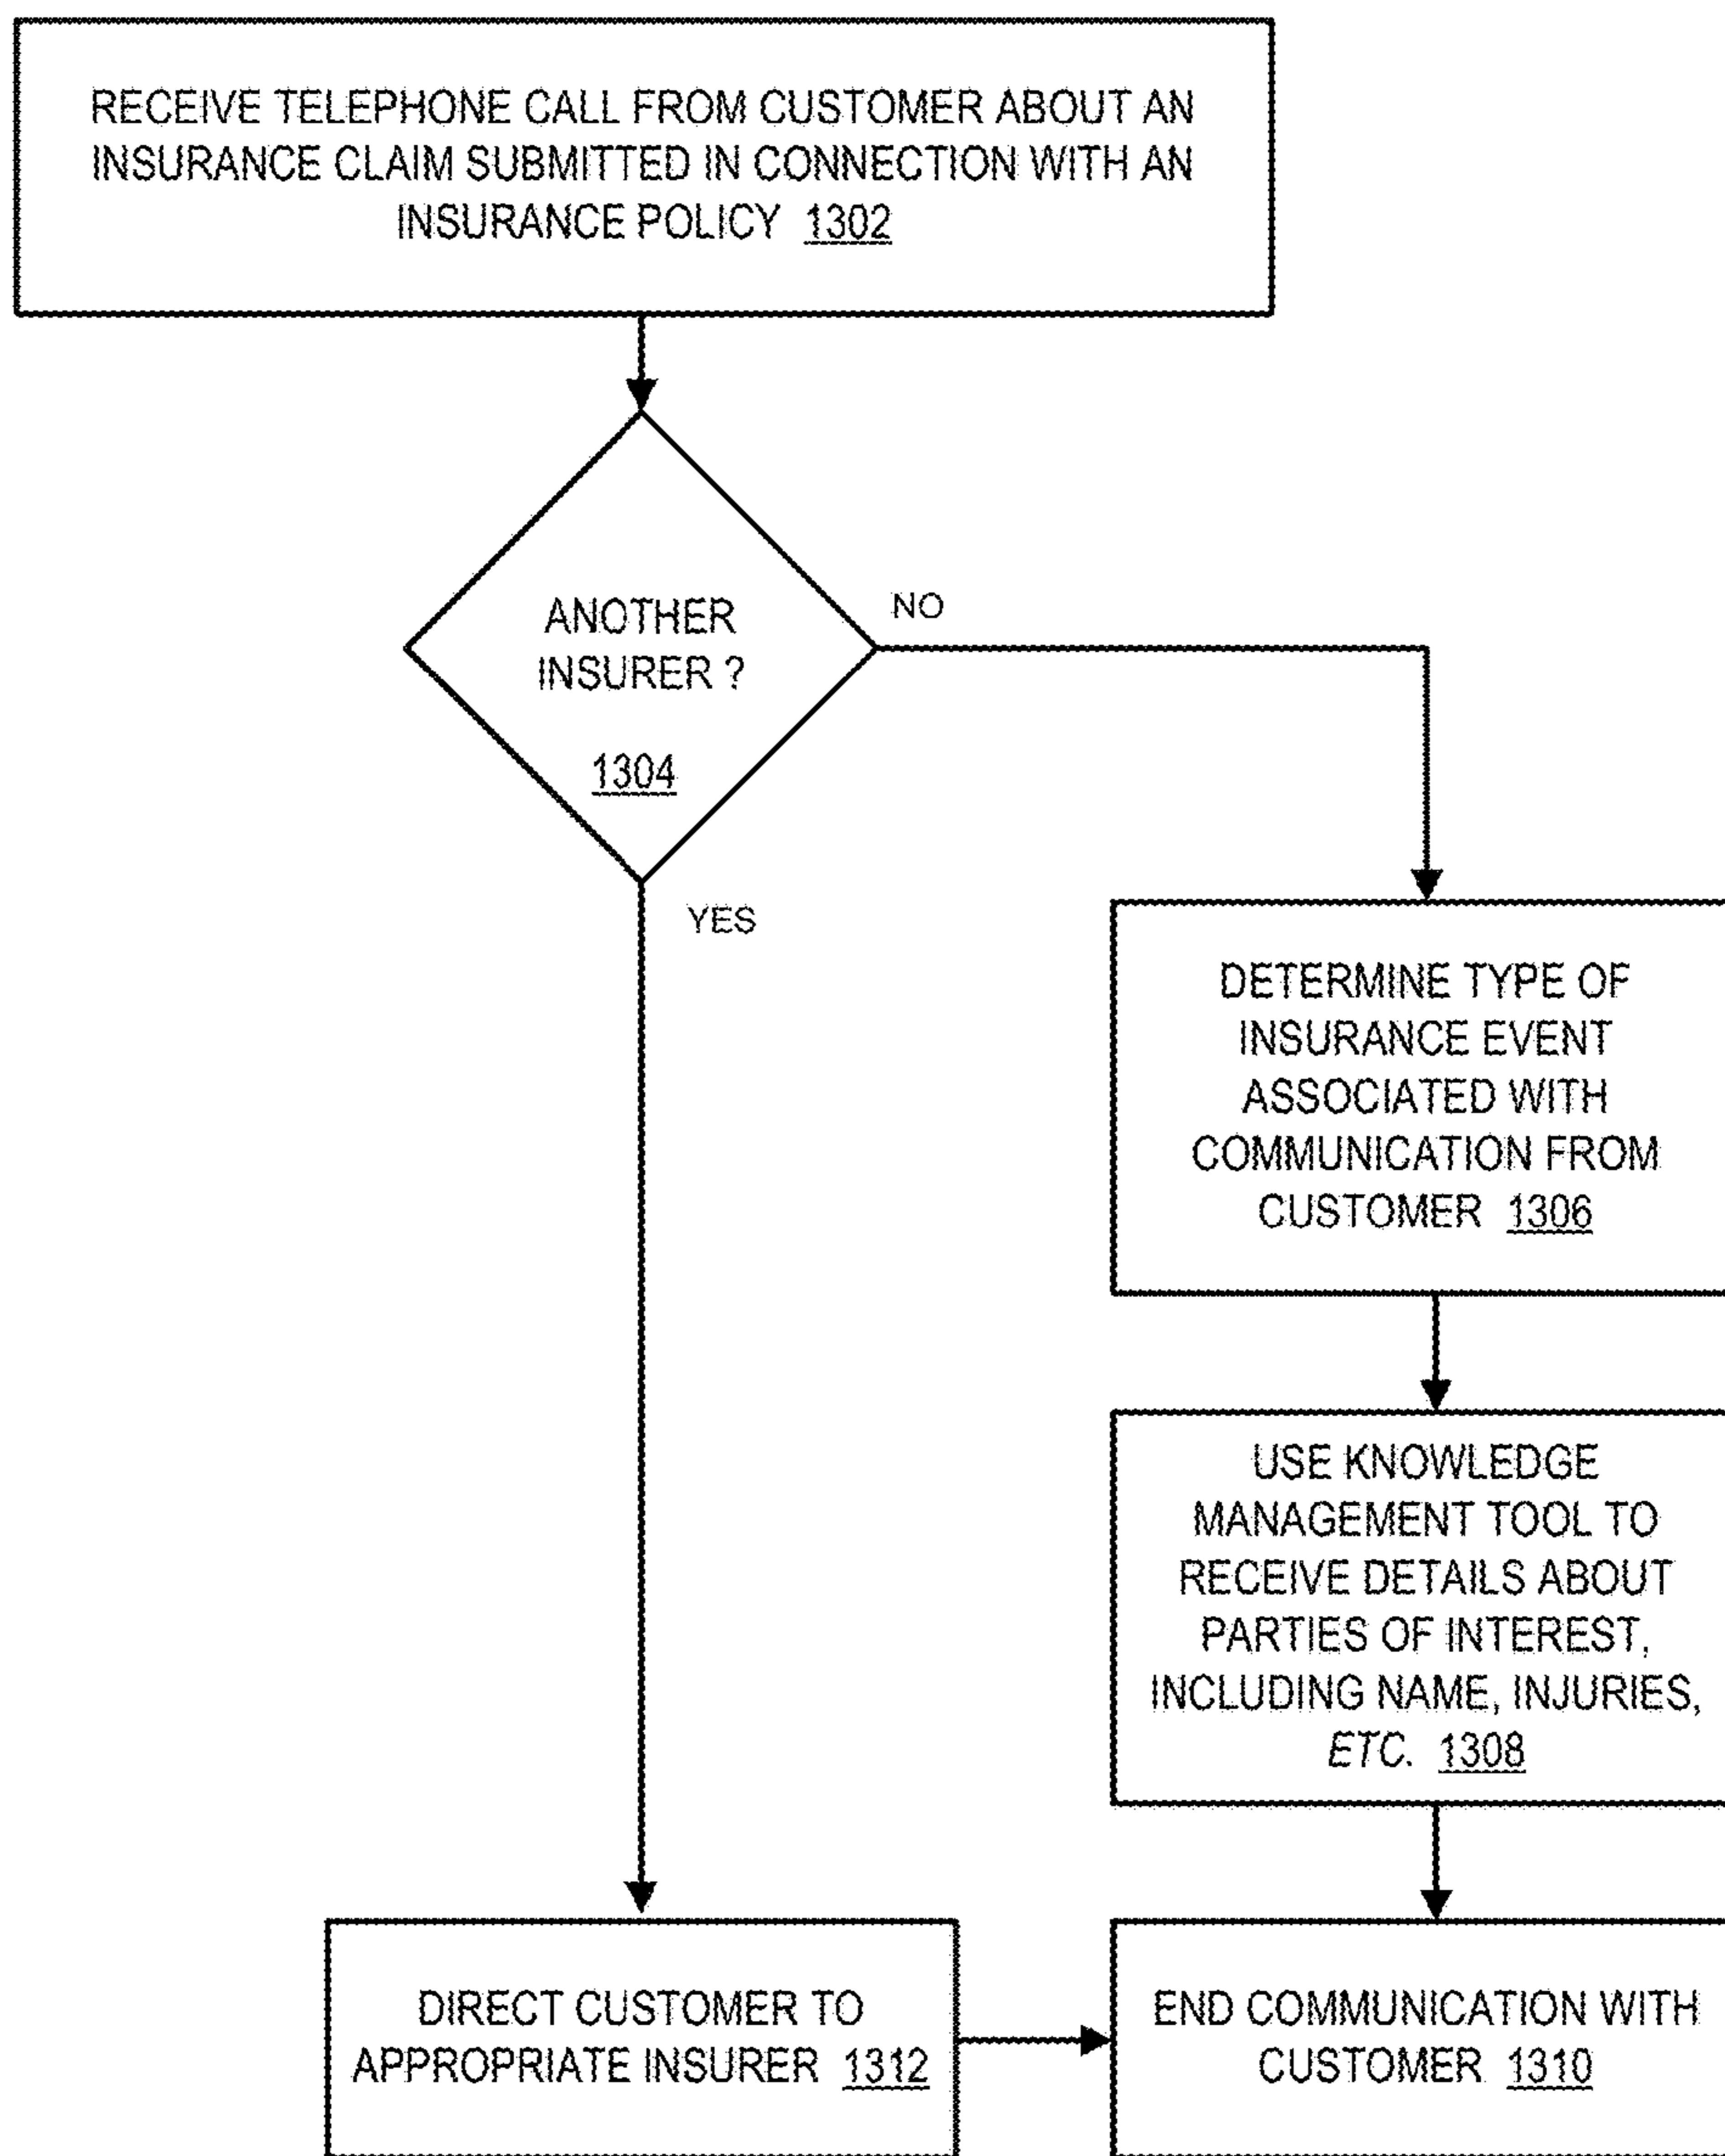 RECEIVE TELEPHONE CALL FROM CUSTOMER ABOUT AN
INSURANCE CLAIM SUBMITTED IN CONNECTION WITH AN
INSURANCE POLICY 1302
ANOTHER
INSURER ?
1304
NO
YES
DETERMINE TYPE OF
INSURANCE EVENT
ASSOCIATED WITH
COMMUNICATION FROM
CUSTOMER 1306
USE KNOWLEDGE
MANAGEMENT TOOL TO
RECEIVE DETAILS ABOUT
PARTIES OF INTEREST,
INCLUDING NAME, INJURIES,
ETC. 1308
DIRECT CUSTOMER TO
APPROPRIATE INSURER 1312
END COMMUNICATION WITH
CUSTOMER 1310